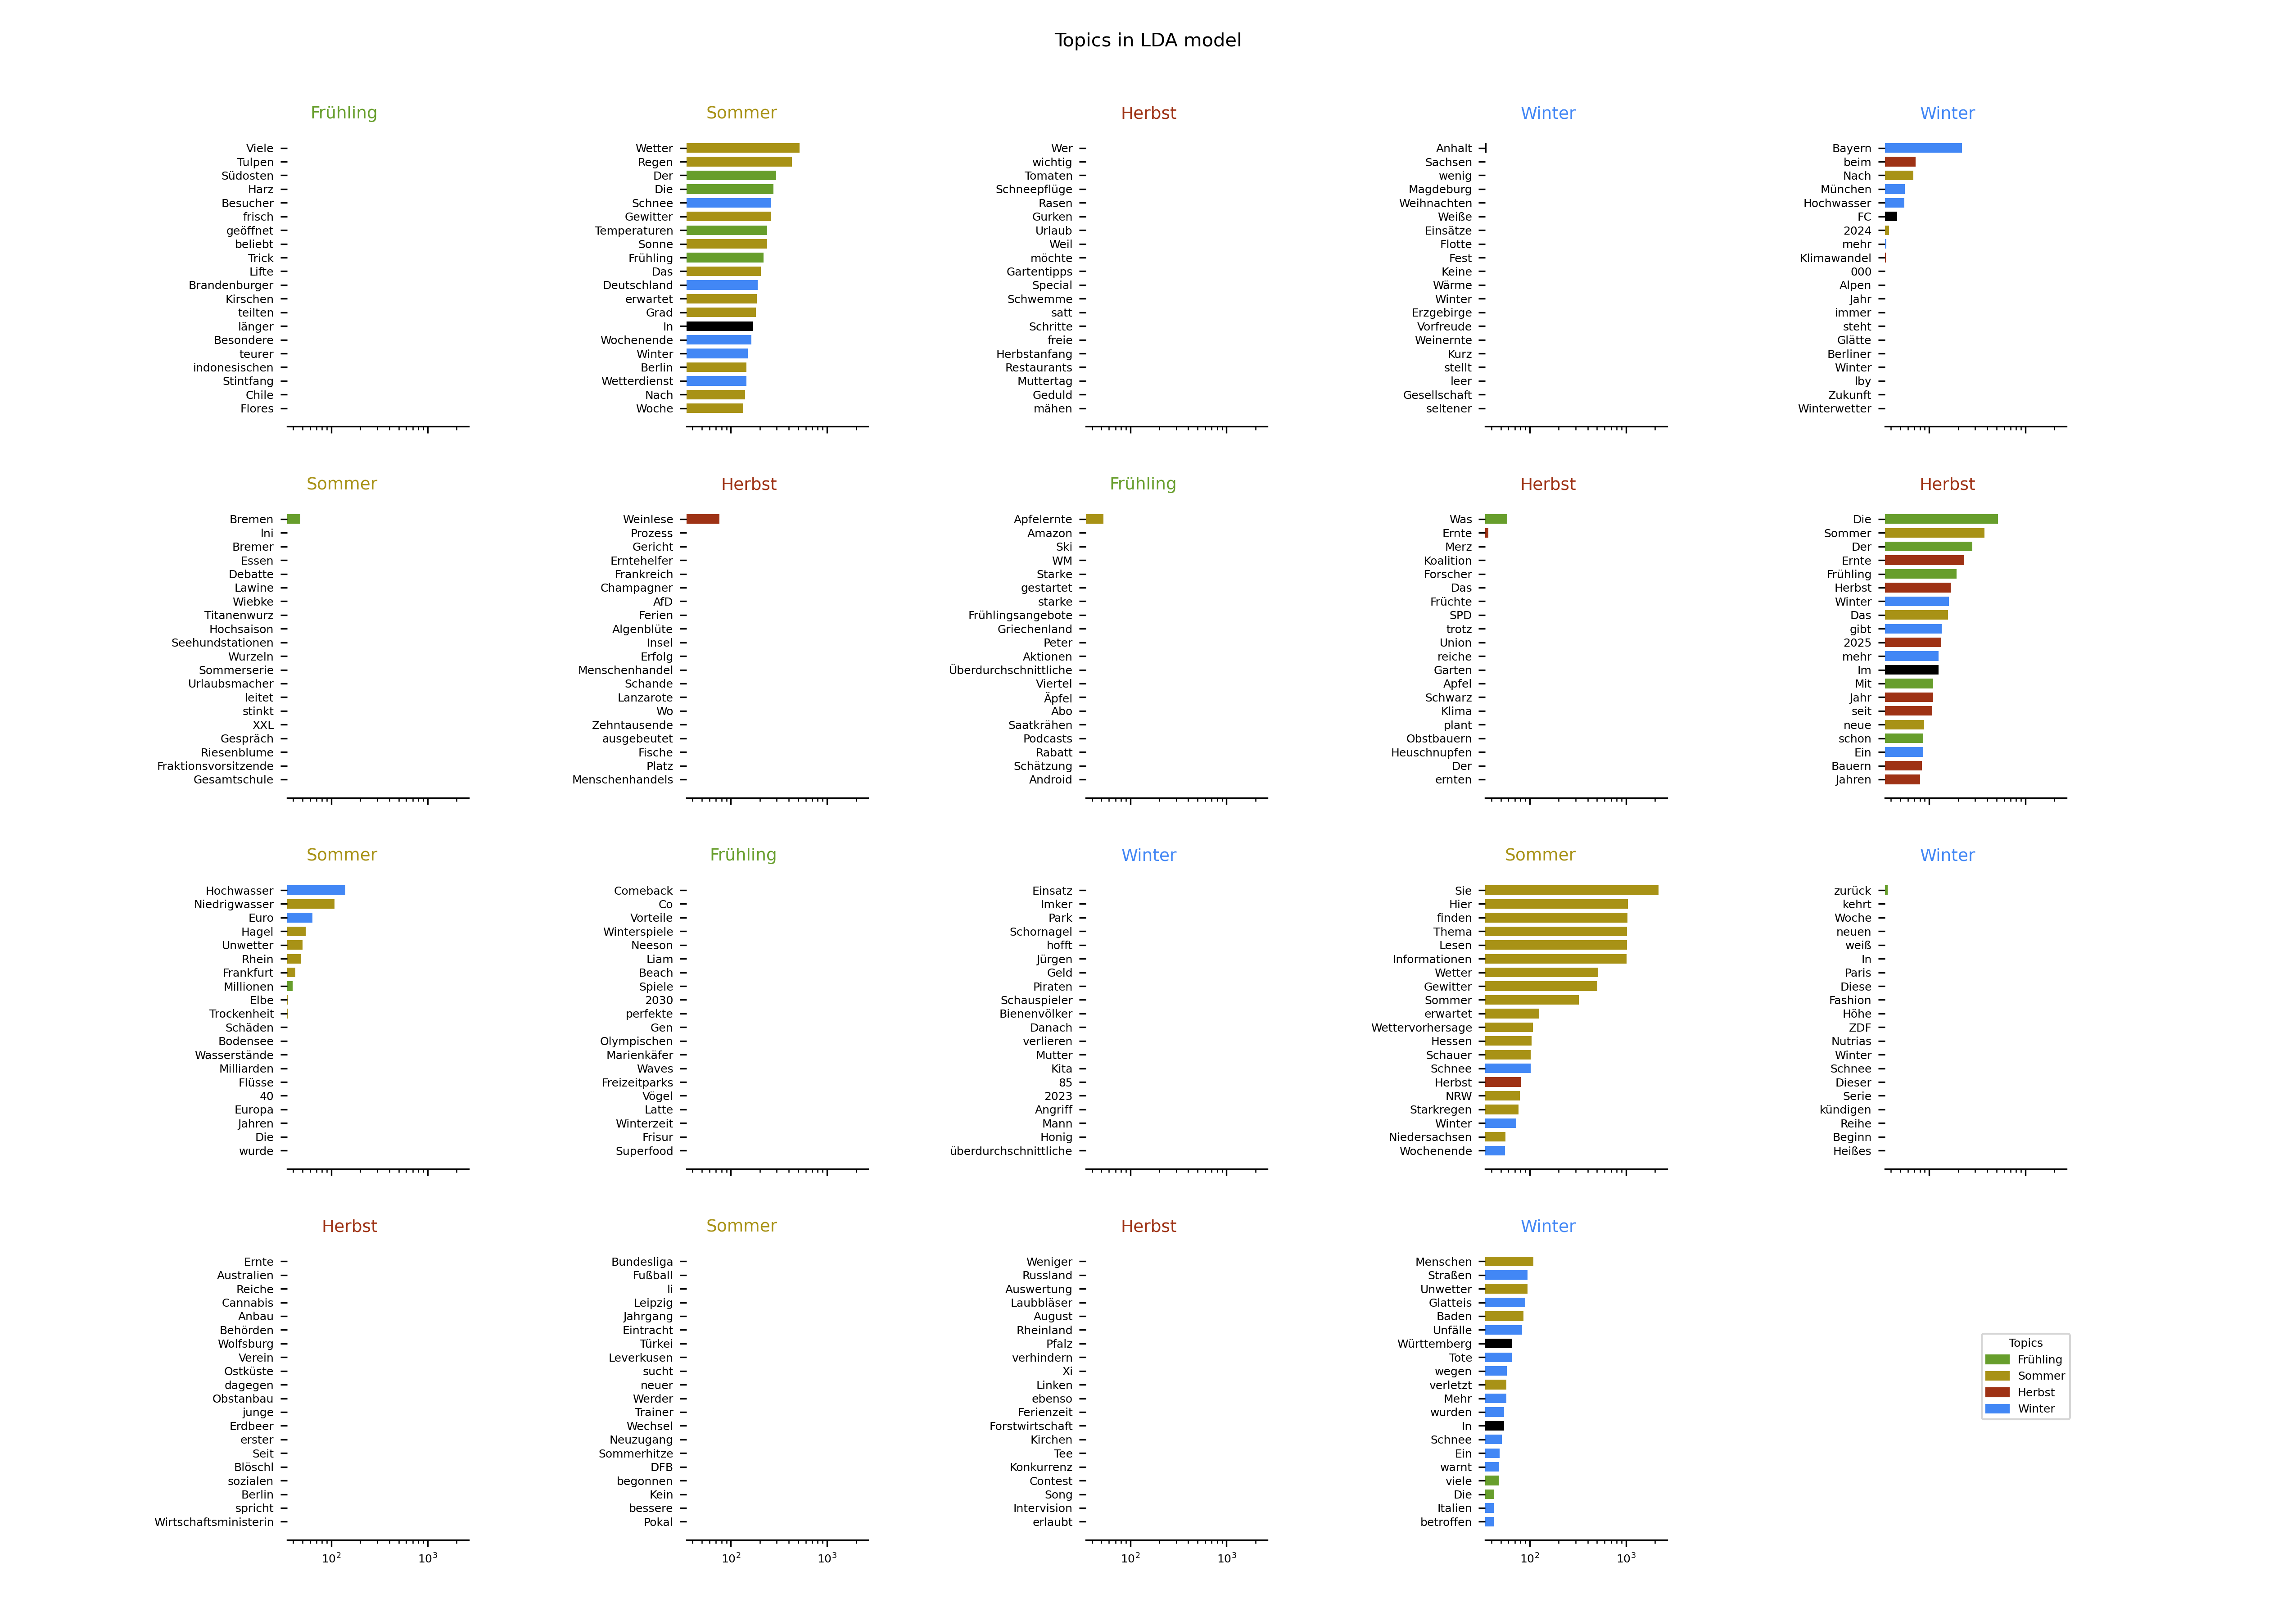 Topics in LDA model
Frühling
Viele
Tulpen
Südosten
Harz
Besucher
frisch
geöffnet
beliebt
Trick
Lifte
Brandenburger
Kirschen
teilten
länger
Besondere
teurer
indonesischen
Stintfang
Chile
Flores
Sommer
Wetter
Regen
Der
Die
Schnee
Gewitter
Temperaturen
Sonne
Frühling
Das
Deutschland
erwartet
Grad
In
Wochenende
Winter
Berlin
Wetterdienst
Nach
Woche
Herbst
Wer
wichtig
Tomaten
Schneepflüge
Rasen
Gurken
Urlaub
Weil
möchte
Gartentipps
Special
Schwemme
satt
Schritte
freie
Herbstanfang
Restaurants
Muttertag
Geduld
mähen
Winter
Anhalt
Sachsen
wenig
Magdeburg
Weihnachten
Weiße
Einsätze
Flotte
Fest
Keine
Wärme
Winter
Erzgebirge
Vorfreude
Weinernte
Kurz
stellt
leer
Gesellschaft
seltener
Winter
Bayern
beim
Nach
München
Hochwasser
FC
2024
mehr
Klimawandel
000
Alpen
Jahr
immer
steht
Glätte
Berliner
Winter
lby
Zukunft
Winterwetter
Sommer
Bremen
lni
Bremer
Essen
Debatte
Lawine
Wiebke
Titanenwurz
Hochsaison
Seehundstationen
Wurzeln
Sommerserie
Urlaubsmacher
leitet
stinkt
XXL
Gespräch
Riesenblume
Fraktionsvorsitzende
Gesamtschule
Herbst
Weinlese
Prozess
Gericht
Erntehelfer
Frankreich
Champagner
AfD
Ferien
Algenblüte
Insel
Erfolg
Menschenhandel
Schande
Lanzarote
Wo
Zehntausende
ausgebeutet
Fische
Platz
Menschenhandels
Frühling
Apfelernte
Amazon
Ski
WM
Starke
gestartet
starke
Frühlingsangebote
Griechenland
Peter
Aktionen
Überdurchschnittliche
Viertel
Äpfel
Abo
Saatkrähen
Podcasts
Rabatt
Schätzung
Android
Herbst
Was
Ernte
Merz
Koalition
Forscher
Das
Früchte
SPD
trotz
Union
reiche
Garten
Apfel
Schwarz
Klima
plant
Obstbauern
Heuschnupfen
Der
ernten
Herbst
Die
Sommer
Der
Ernte
Frühling
Herbst
Winter
Das
gibt
2025
mehr
Im
Mit
Jahr
seit
neue
schon
Ein
Bauern
Jahren
Sommer
Hochwasser
Niedrigwasser
Euro
Hagel
Unwetter
Rhein
Frankfurt
Millionen
Elbe
Trockenheit
Schäden
Bodensee
Wasserstände
Milliarden
Flüsse
40
Europa
Jahren
Die
wurde
Frühling
Comeback
Co
Vorteile
Winterspiele
Neeson
Liam
Beach
Spiele
2030
perfekte
Gen
Olympischen
Marienkäfer
Waves
Freizeitparks
Vögel
Latte
Winterzeit
Frisur
Superfood
Winter
Einsatz
Imker
Park
Schornagel
hofft
Jürgen
Geld
Piraten
Schauspieler
Bienenvölker
Danach
verlieren
Mutter
Kita
85
2023
Angriff
Mann
Honig
überdurchschnittliche
Sommer
Sie
Hier
finden
Thema
Lesen
Informationen
Wetter
Gewitter
Sommer
erwartet
Wettervorhersage
Hessen
Schauer
Schnee
Herbst
NRW
Starkregen
Winter
Niedersachsen
Wochenende
Winter
zurück
kehrt
Woche
neuen
weiß
In
Paris
Diese
Fashion
Höhe
ZDF
Nutrias
Winter
Schnee
Dieser
Serie
kündigen
Reihe
Beginn
Heißes
Herbst
Ernte
Australien
Reiche
Cannabis
Anbau
Behörden
Wolfsburg
Verein
Ostküste
dagegen
Obstanbau
junge
Erdbeer
erster
Seit
Blöschl
sozialen
Berlin
spricht
Wirtschaftsministerin
10²
10³
Sommer
Bundesliga
Fußball
li
Leipzig
Jahrgang
Eintracht
Türkei
Leverkusen
sucht
neuer
Werder
Trainer
Wechsel
Neuzugang
Sommerhitze
DFB
begonnen
Kein
bessere
Pokal
10²
10³
Herbst
Weniger
Russland
Auswertung
Laubbläser
August
Rheinland
Pfalz
verhindern
Xi
Linken
ebenso
Ferienzeit
Forstwirtschaft
Kirchen
Tee
Konkurrenz
Contest
Song
Intervision
erlaubt
10²
10³
Winter
Menschen
Straßen
Unwetter
Glatteis
Baden
Unfälle
Württemberg
Tote
wegen
verletzt
Mehr
wurden
In
Schnee
Ein
warnt
viele
Die
Italien
betroffen
10²
10³
Topics
Frühling
Sommer
Herbst
Winter